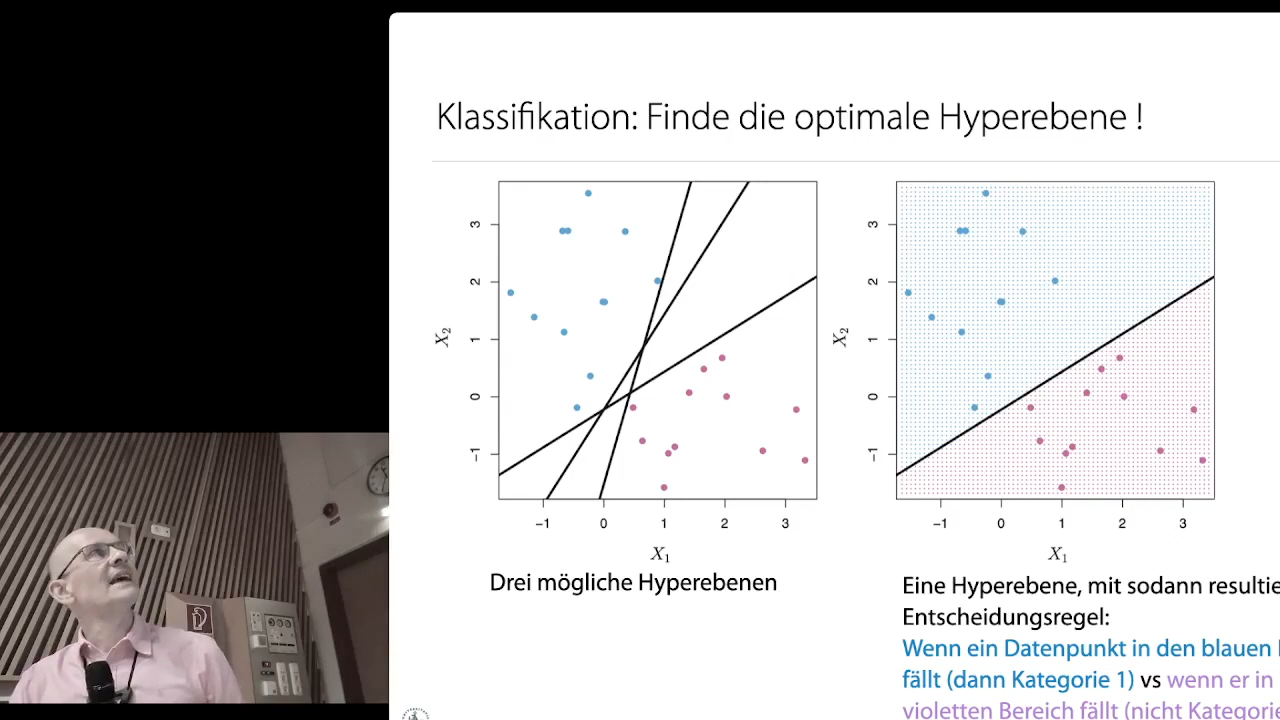 Klassifikation: Finde die optimale Hyperebene !
X2
3
2
1
0
−1
−1 0 1 2 3
X1
Drei mögliche Hyperebenen
X2
3
2
1
0
−1
−1 0 1 2 3
X1
Eine Hyperebene, mit sodann
Entscheidungsregel:
Wenn ein Datenpunkt in den blauen
fällt (dann Kategorie 1) vs wenn er in
violetten Bereich fällt (nicht